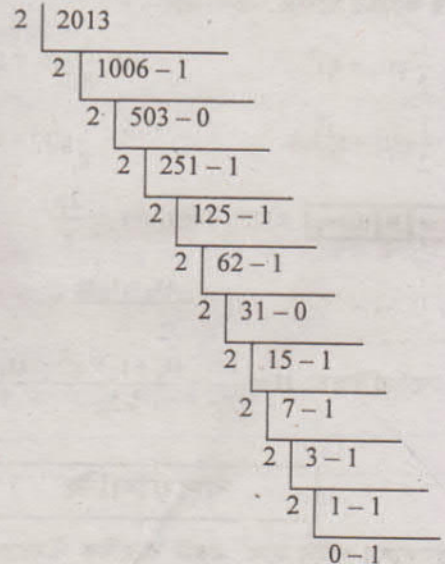 2 2013
2 1006 – 1
2 503 – 0
2 251 – 1
2 125 – 1
2 62 – 1
2 31 – 0
2 15 – 1
2 7 – 1
2 3 – 1
2 1 – 1
0 – 1